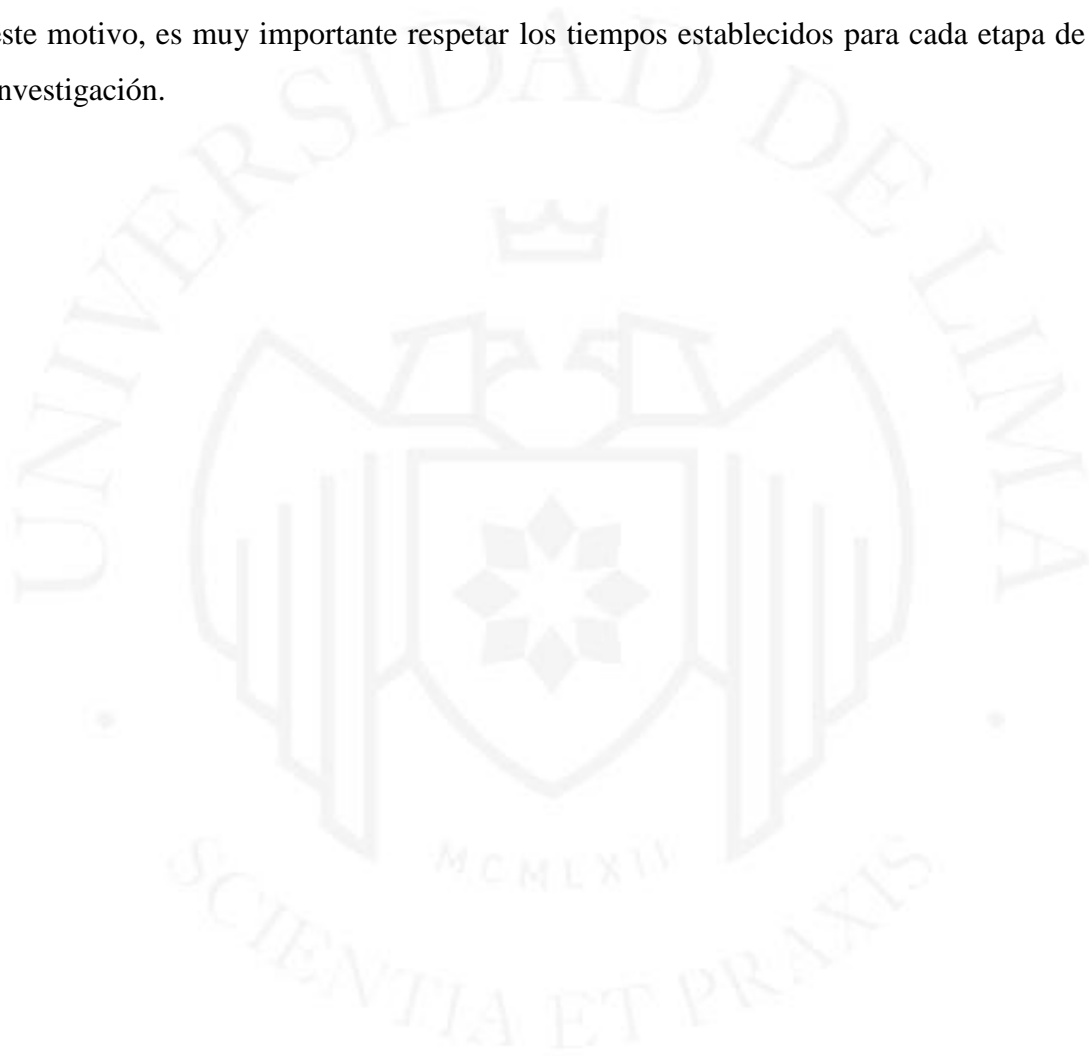 este motivo, es muy importante respetar los tiempos establecidos para cada etapa de
nvestigación.
UNIVERSIDAD DE LIMA
MCMLXII
SCIENTIA ET PRAXIS